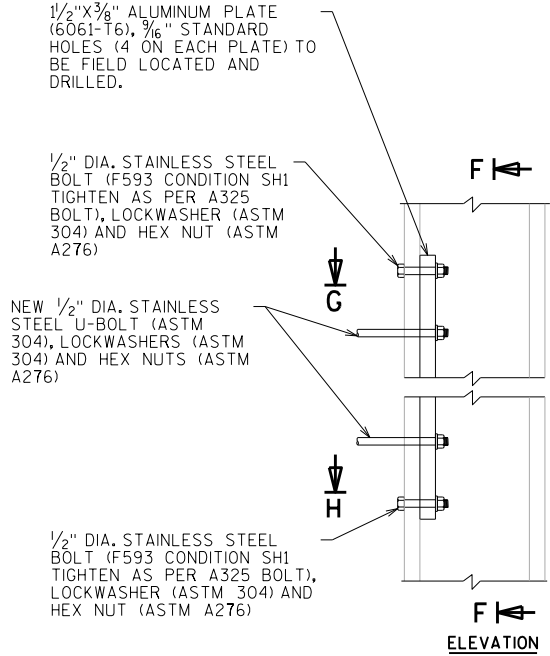 1½"X⅜" ALUMINUM PLATE
(6061-T6), 9⁄16" STANDARD
HOLES (4 ON EACH PLATE) TO
BE FIELD LOCATED AND
DRILLED.
½" DIA. STAINLESS STEEL
BOLT (F593 CONDITION SH1
TIGHTEN AS PER A325
BOLT), LOCKWASHER (ASTM
304) AND HEX NUT (ASTM
A276)
F
G
NEW ½" DIA. STAINLESS
STEEL U-BOLT (ASTM
304), LOCKWASHERS (ASTM
304) AND HEX NUTS (ASTM
A276)
H
½" DIA. STAINLESS STEEL
BOLT (F593 CONDITION SH1
TIGHTEN AS PER A325 BOLT),
LOCKWASHER (ASTM 304) AND
HEX NUT (ASTM A276)
F
ELEVATION